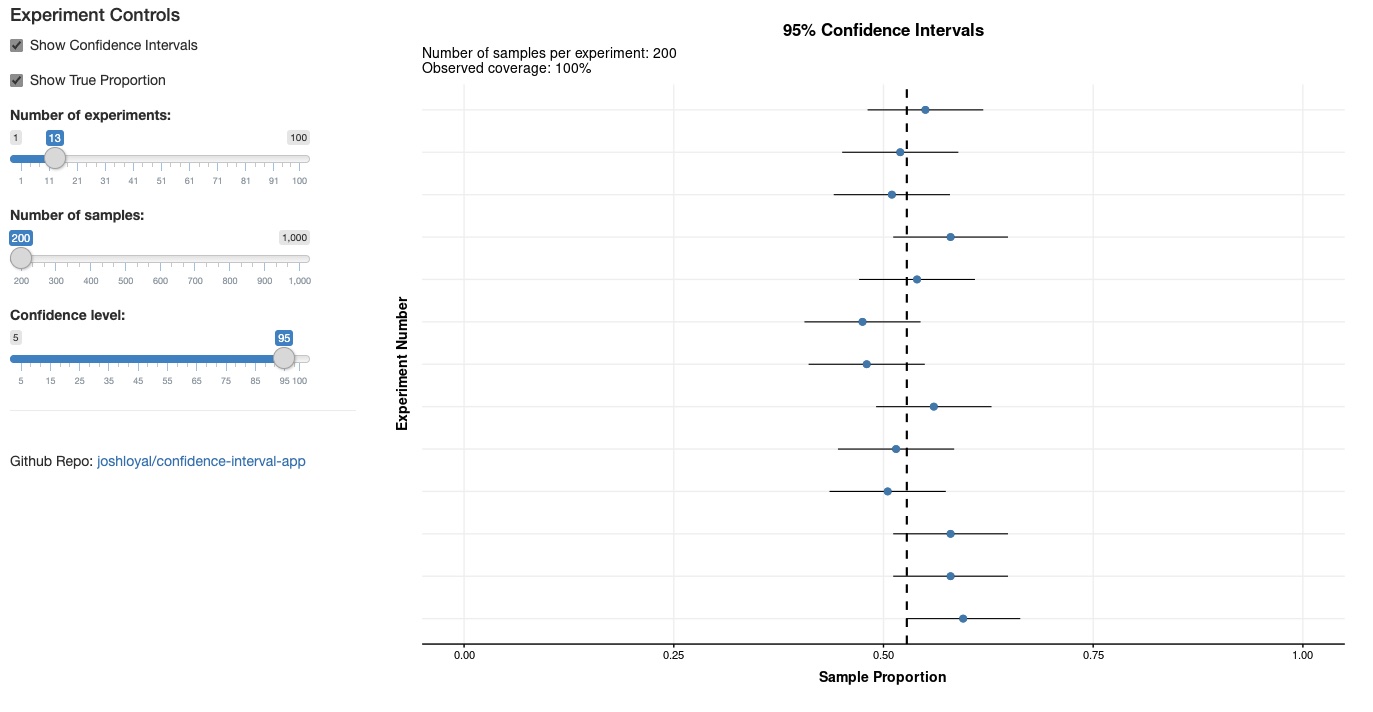 Experiment Controls
Show Confidence Intervals
Show True Proportion
Number of experiments:
1 13 100
1 11 21 31 41 51 61 71 81 91 100
Number of samples:
200 1,000
200 300 400 500 600 700 800 900 1,000
Confidence level:
5 95
5 15 25 35 45 55 65 75 85 95 100
Github Repo: joshloyal/confidence-interval-app
95% Confidence Intervals
Number of samples per experiment: 200
Observed coverage: 100%
Experiment Number
0.00 0.25 0.50 0.75 1.00
Sample Proportion